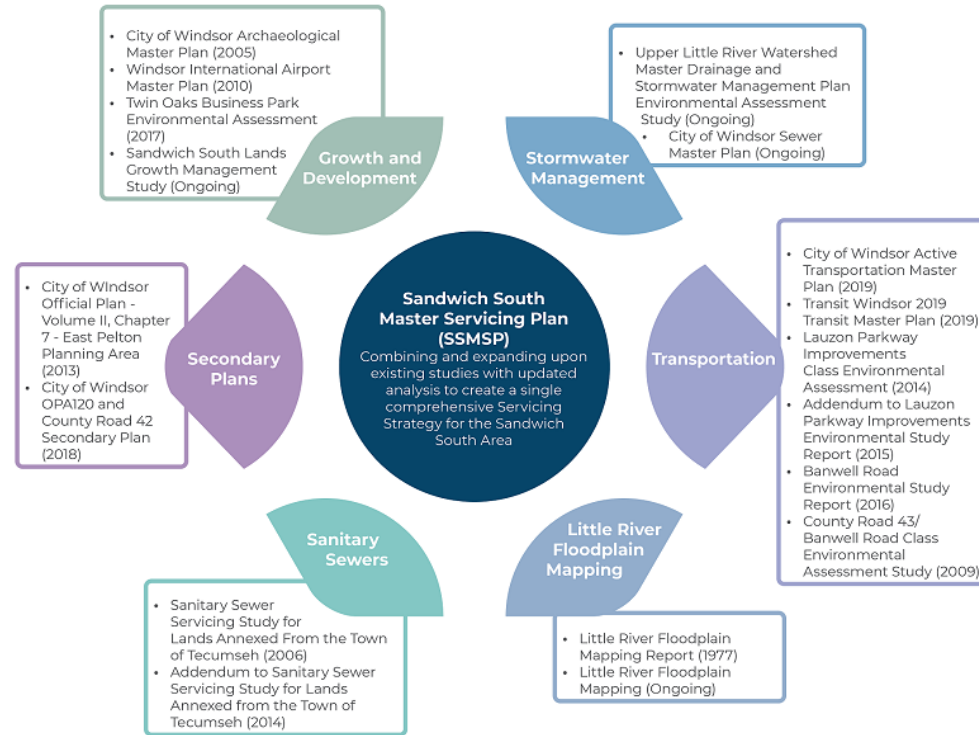 • City of Windsor Archaeological
Master Plan (2005)
• Windsor International Airport
Master Plan (2010)
• Twin Oaks Business Park
Environmental Assessment
(2017)
• Sandwich South Lands
Growth Management
Study (Ongoing)
Growth and
Development
• Upper Little River Watershed
Master Drainage and
Stormwater Management Plan
Environmental Assessment
Study (Ongoing)
• City of Windsor Sewer
Master Plan (Ongoing)
Stormwater
Management
• City of WIndsor
Official Plan -
Volume II, Chapter
7 - East Pelton
Planning Area
(2013)
• City of Windsor
OPA120 and
County Road 42
Secondary Plan
(2018)
Secondary
Plans
Sandwich South
Master Servicing Plan
(SSMSP)
Combining and expanding upon
existing studies with updated
analysis to create a single
comprehensive Servicing
Strategy for the Sandwich
South Area
Transportation
• City of Windsor Active
Transportation Master
Plan (2019)
• Transit Windsor 2019
Transit Master Plan (2019)
• Lauzon Parkway
Improvements
Class Environmental
Assessment (2014)
• Addendum to Lauzon
Parkway Improvements
Environmental Study
Report (2015)
• Banwell Road
Environmental Study
Report (2016)
• County Road 43/
Banwell Road Class
Environmental
Assessment Study (2009)
Sanitary
Sewers
• Sanitary Sewer
Servicing Study for
Lands Annexed From the Town
of Tecumseh (2006)
• Addendum to Sanitary Sewer
Servicing Study for Lands
Annexed from the Town of
Tecumseh (2014)
Little River
Floodplain
Mapping
• Little River Floodplain
Mapping Report (1977)
• Little River Floodplain
Mapping (Ongoing)